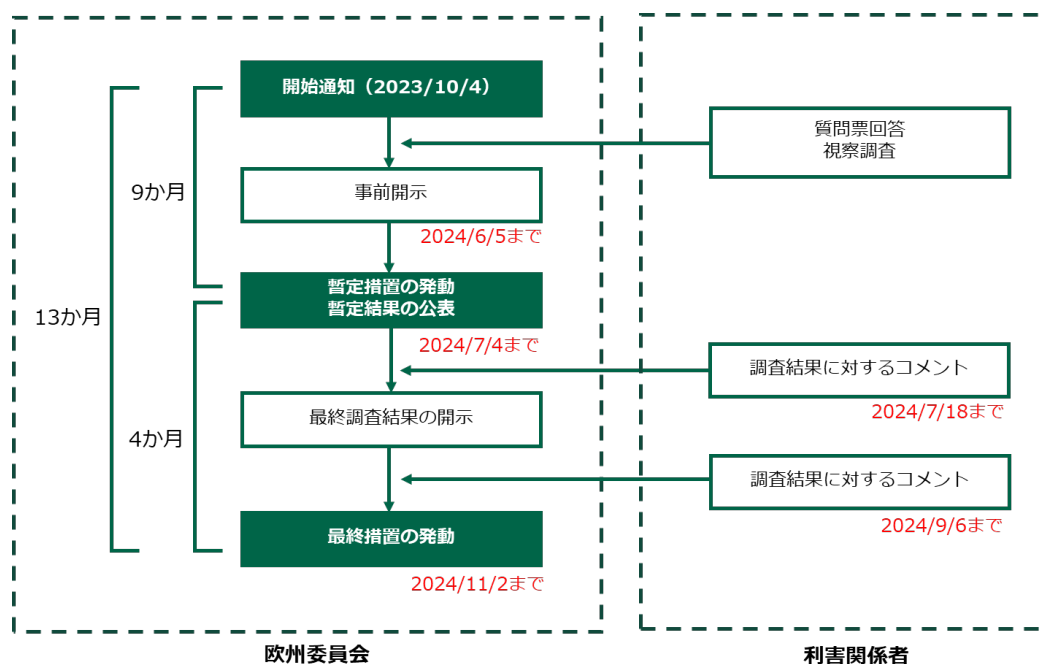 開始通知（2023/10/4）
質問票回答
視察調査
9か月
事前開示
2024/6/5まで
暫定措置の発動
暫定結果の公表
13か月
2024/7/4まで
調査結果に対するコメント
2024/7/18まで
最終調査結果の開示
4か月
調査結果に対するコメント
2024/9/6まで
最終措置の発動
2024/11/2まで
欧州委員会
利害関係者